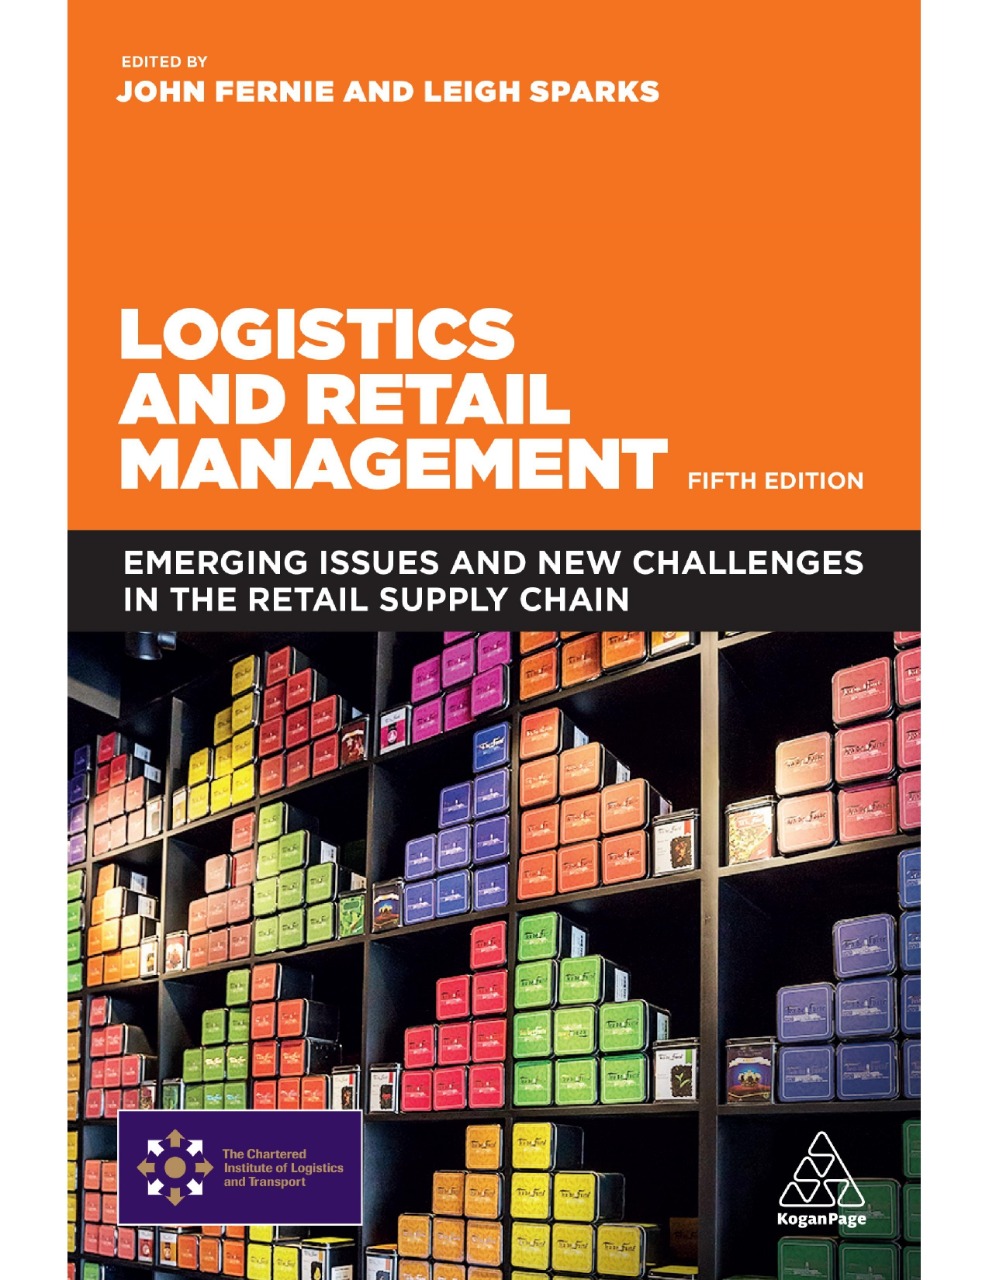 EDITED BY
JOHN FERNIE AND LEIGH SPARKS
LOGISTICS
AND RETAIL
MANAGEMENT FIFTH EDITION
EMERGING ISSUES AND NEW CHALLENGES
IN THE RETAIL SUPPLY CHAIN
The Chartered
Institute of Logistics
and Transport
KoganPage